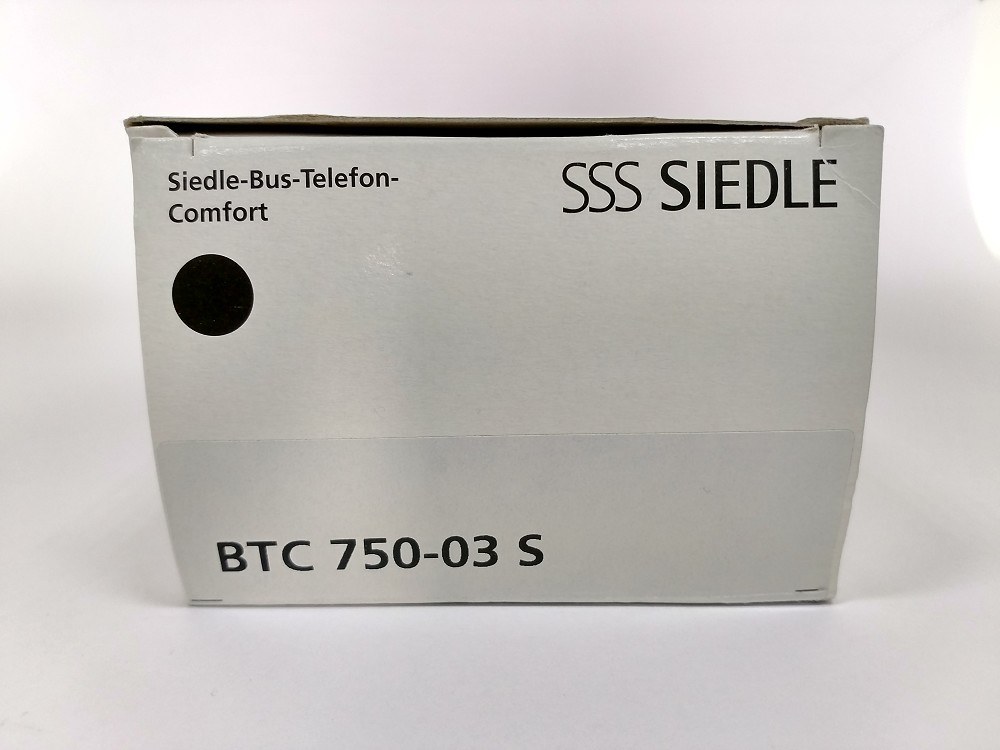 Siedle-Bus-Telefon-
Comfort
SSS SIEDLE
BTC 750-03 S